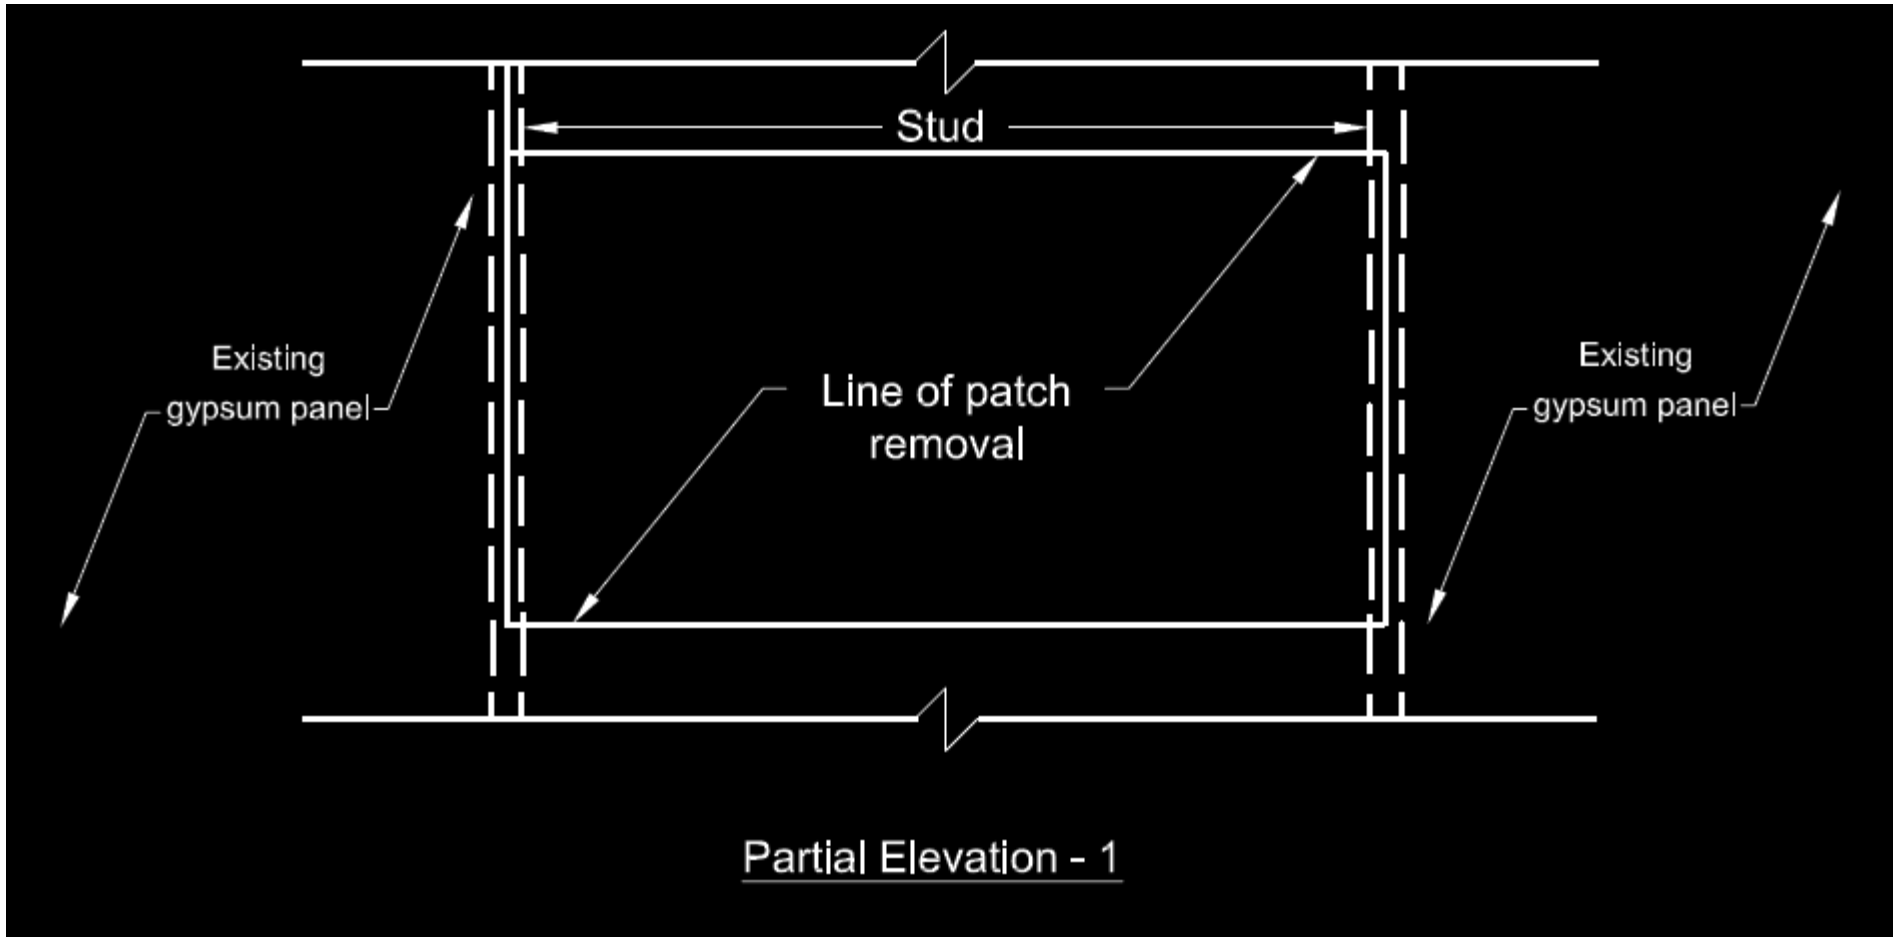 Stud
Existing
gypsum panel
Line of patch
removal
Existing
gypsum panel
Partial Elevation - 1